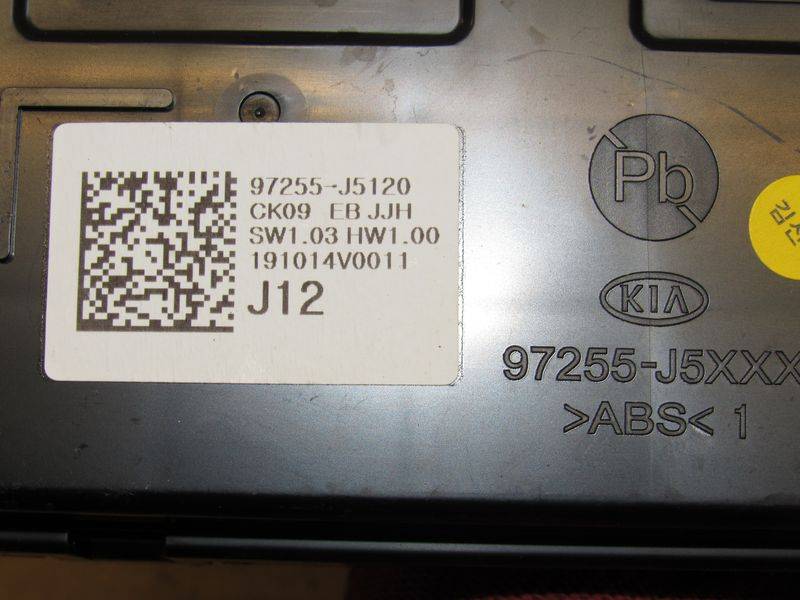 97255-J5120
CK09 EB JJH
SW1.03 HW1.00
191014V0011
J12
Pb
KIA
97255-J5XXX
>ABS< 1